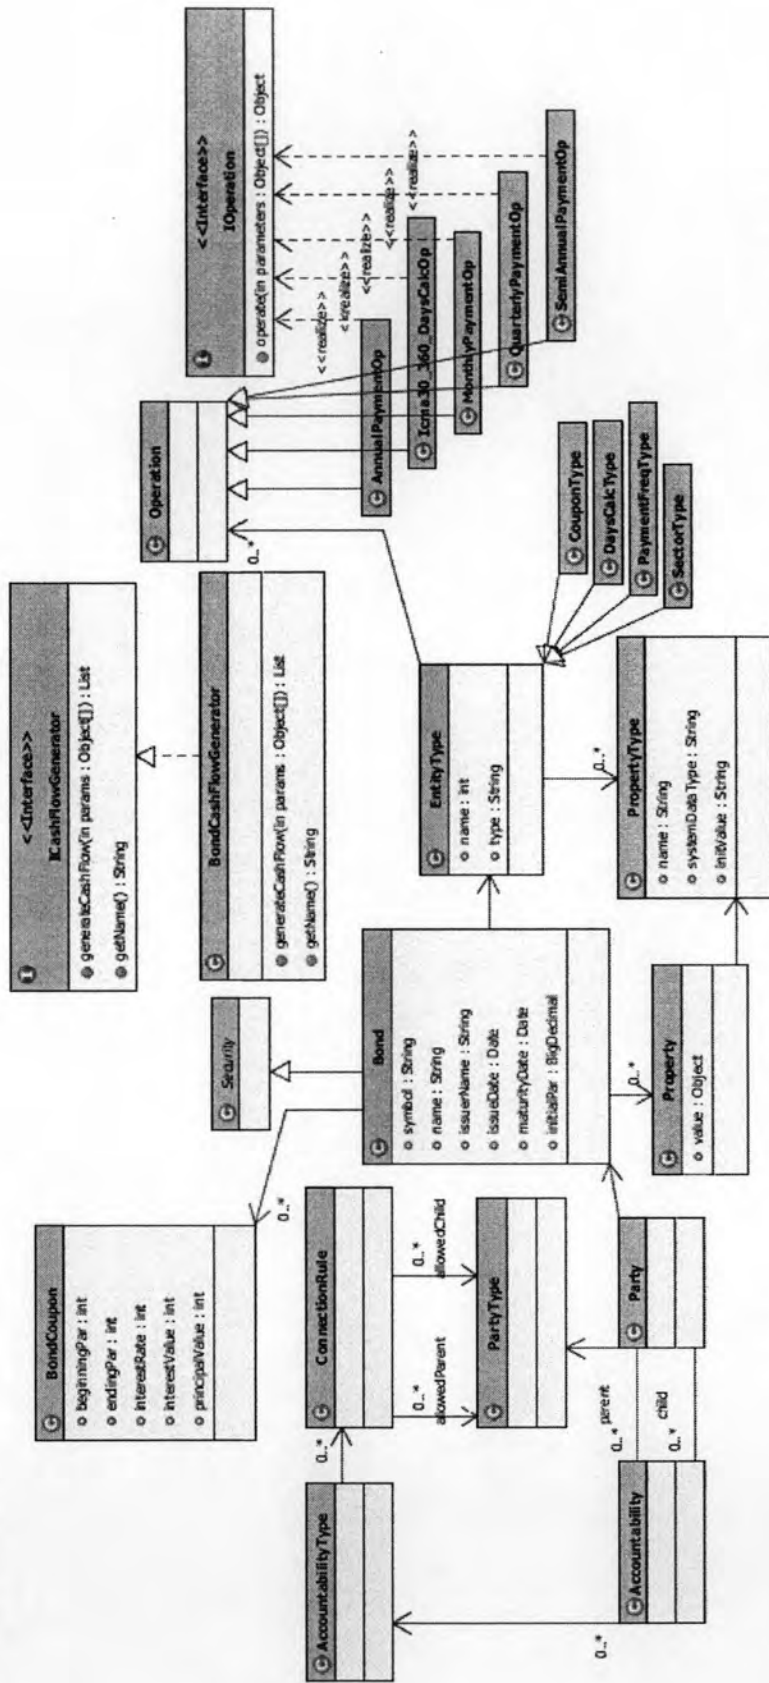 <<Interface>>
ICashFlowGenerator
generateCashFlow(in params : Object[]) : List
getName() : String
BondCashFlowGenerator
generateCashFlow(in params : Object[]) : List
getName() : String
<<Interface>>
IOperation
operate(in parameters : Object[]) : Object
Operation
0..*
<<realize>>
<<realize>>
<<realize>>
<<realize>>
<<realize>>
AnnualPaymentOp
Icma30_360_DaysCalcOp
MonthlyPaymentOp
QuarterlyPaymentOp
SemiAnnualPaymentOp
BondCoupon
beginningPar : int
endingPar : int
interestRate : int
interestValue : int
principalValue : int
0..*
Security
Bond
symbol : String
name : String
issuerName : String
issueDate : Date
maturityDate : Date
initialPar : BigDecimal
EntityType
name : int
type : String
CouponType
DaysCalcType
PaymentFreqType
SectorType
0..*
PropertyType
name : String
systemDataType : String
initValue : String
0..*
Property
value : Object
AccountabilityType
0..*
ConnectionRule
0..*
allowedParent
0..*
allowedChild
PartyType
Party
parent
0..*
child
0..*
Accountability
0..*